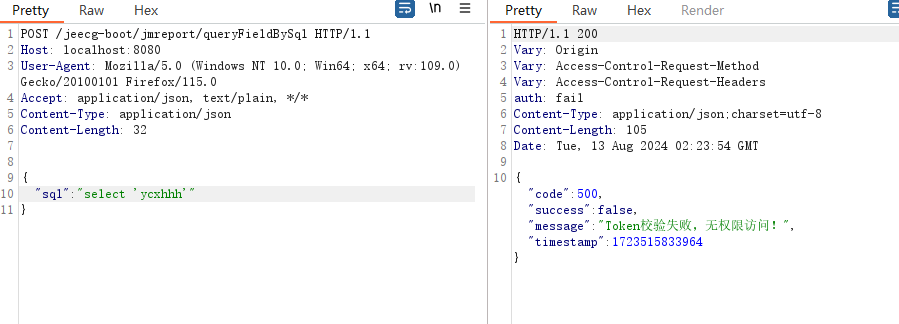 Pretty Raw Hex \n
1 POST /jeecg-boot/jmreport/queryFieldBySql HTTP/1.1
2 Host: localhost:8080
3 User-Agent: Mozilla/5.0 (Windows NT 10.0; Win64; x64; rv:109.0)
Gecko/20100101 Firefox/115.0
4 Accept: application/json, text/plain, */*
5 Content-Type: application/json
6 Content-Length: 32
7
8
9 {
10 "sql":"select 'ycxhhh'"
11 }
Pretty Raw Hex Render
1 HTTP/1.1 200
2 Vary: Origin
3 Vary: Access-Control-Request-Method
4 Vary: Access-Control-Request-Headers
5 auth: fail
6 Content-Type: application/json;charset=utf-8
7 Content-Length: 105
8 Date: Tue, 13 Aug 2024 02:23:54 GMT
9
10 {
"code":500,
"success":false,
"message":"Token校验失败，无权限访问！",
"timestamp":1723515833964
}